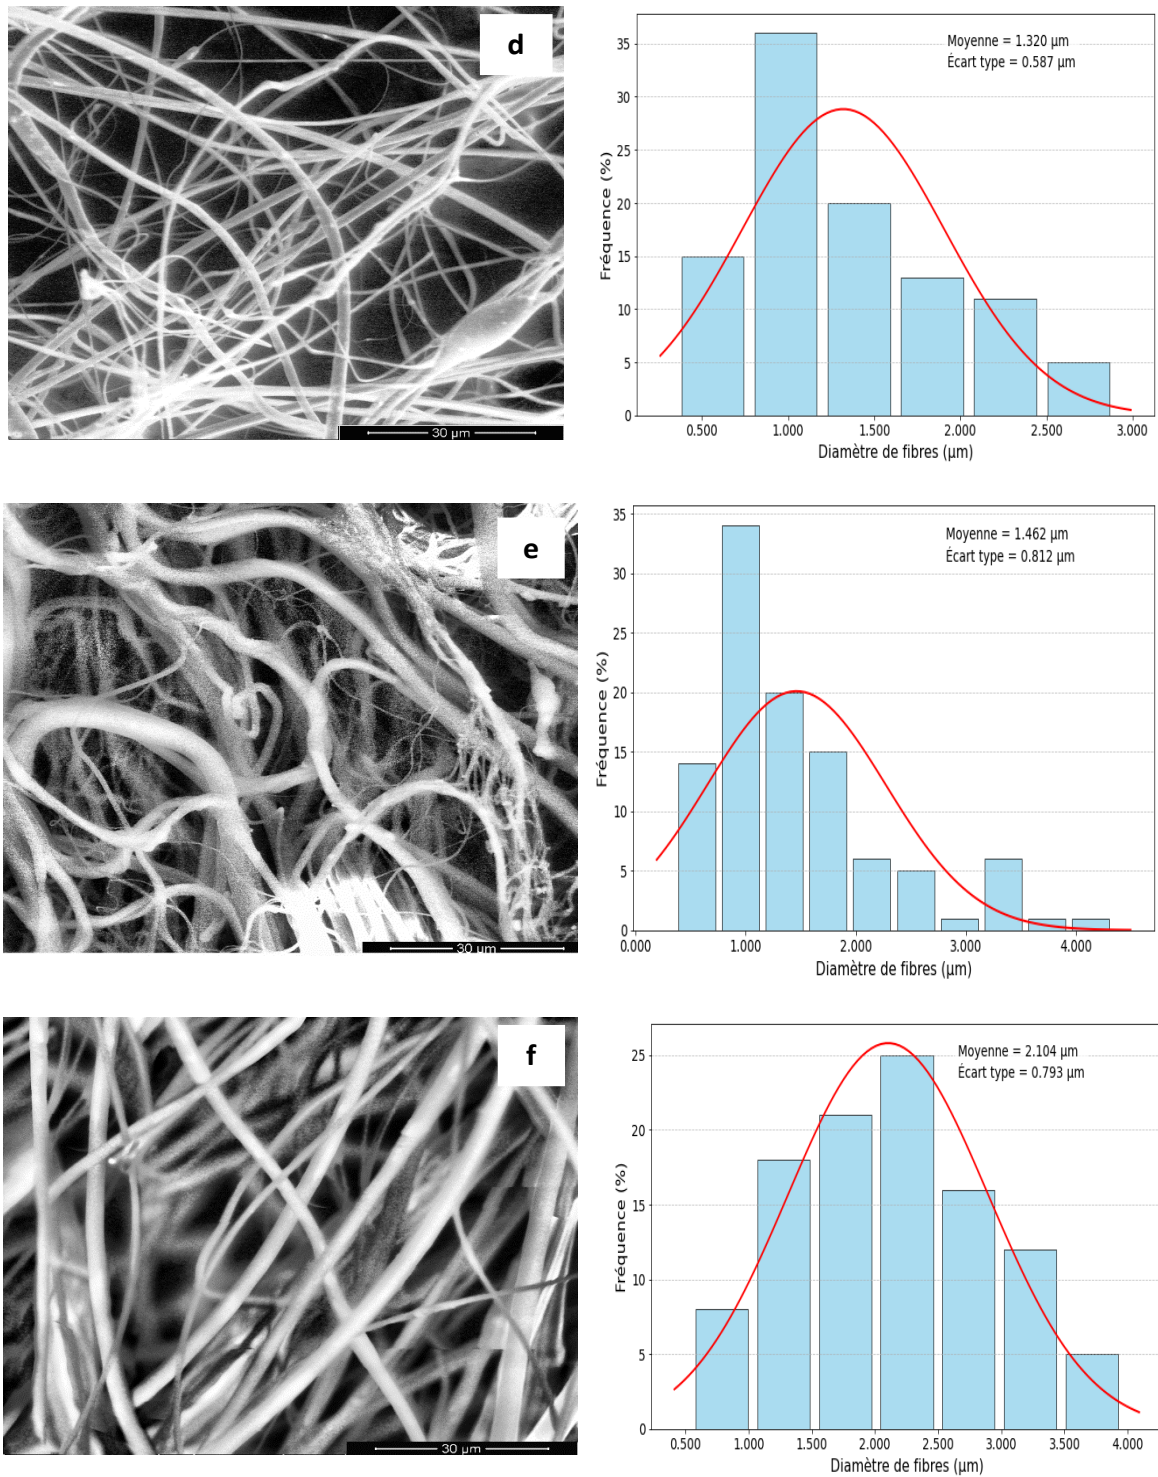 d
30 µm
Moyenne = 1.320 µm
Écart type = 0.587 µm
Fréquence (%)
35
30
25
20
15
10
5
0
0.500 1.000 1.500 2.000 2.500 3.000
Diamètre de fibres (µm)
e
30 µm
Moyenne = 1.462 µm
Écart type = 0.812 µm
Fréquence (%)
35
30
25
20
15
10
5
0
0.000 1.000 2.000 3.000 4.000
Diamètre de fibres (µm)
f
30 µm
Moyenne = 2.104 µm
Écart type = 0.793 µm
Fréquence (%)
25
20
15
10
5
0
0.500 1.000 1.500 2.000 2.500 3.000 3.500 4.000
Diamètre de fibres (µm)